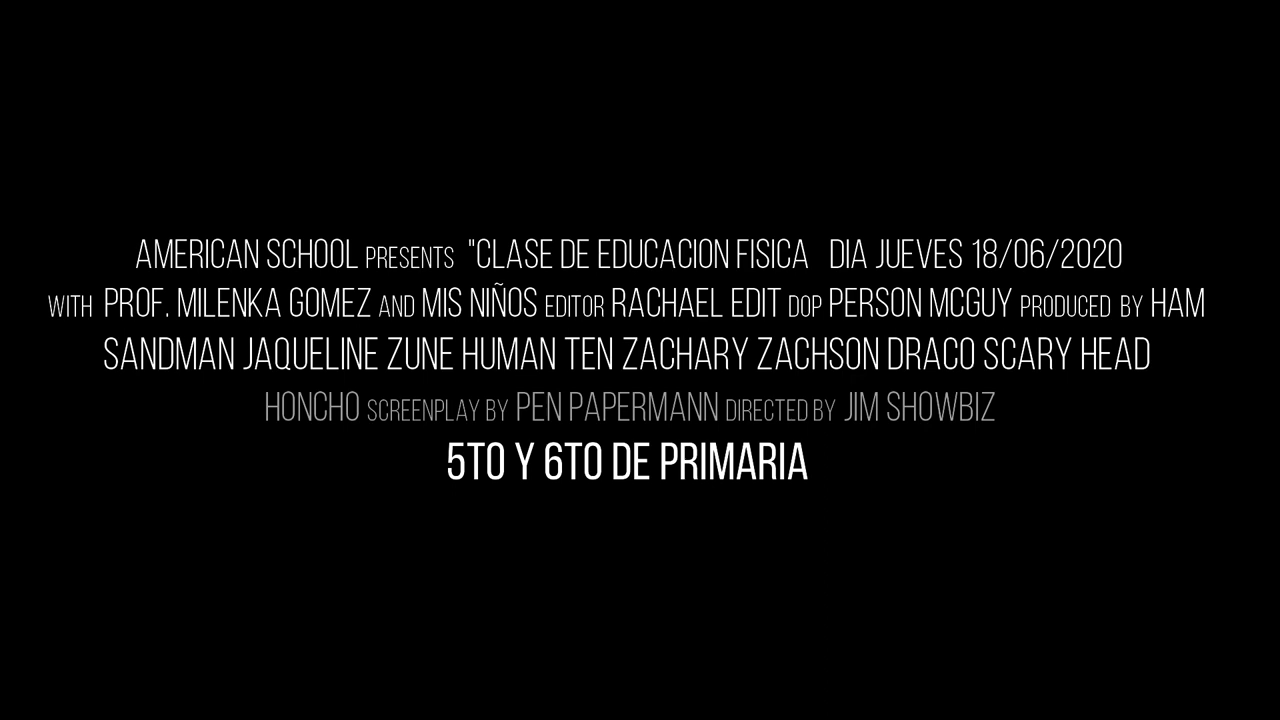 AMERICAN SCHOOL PRESENTS "CLASE DE EDUCACION FISICA DIA JUEVES 18/06/2020
WITH PROF. MILENKA GOMEZ AND MIS NIÑOS EDITOR RACHAEL EDIT DOP PERSON MCGUY PRODUCED BY HAM
SANDMAN JAQUELINE ZUNE HUMAN TEN ZACHARY ZACHSON DRACO SCARY HEAD
HONCHO SCREENPLAY BY PEN PAPERMANN DIRECTED BY JIM SHOWBIZ
5TO Y 6TO DE PRIMARIA